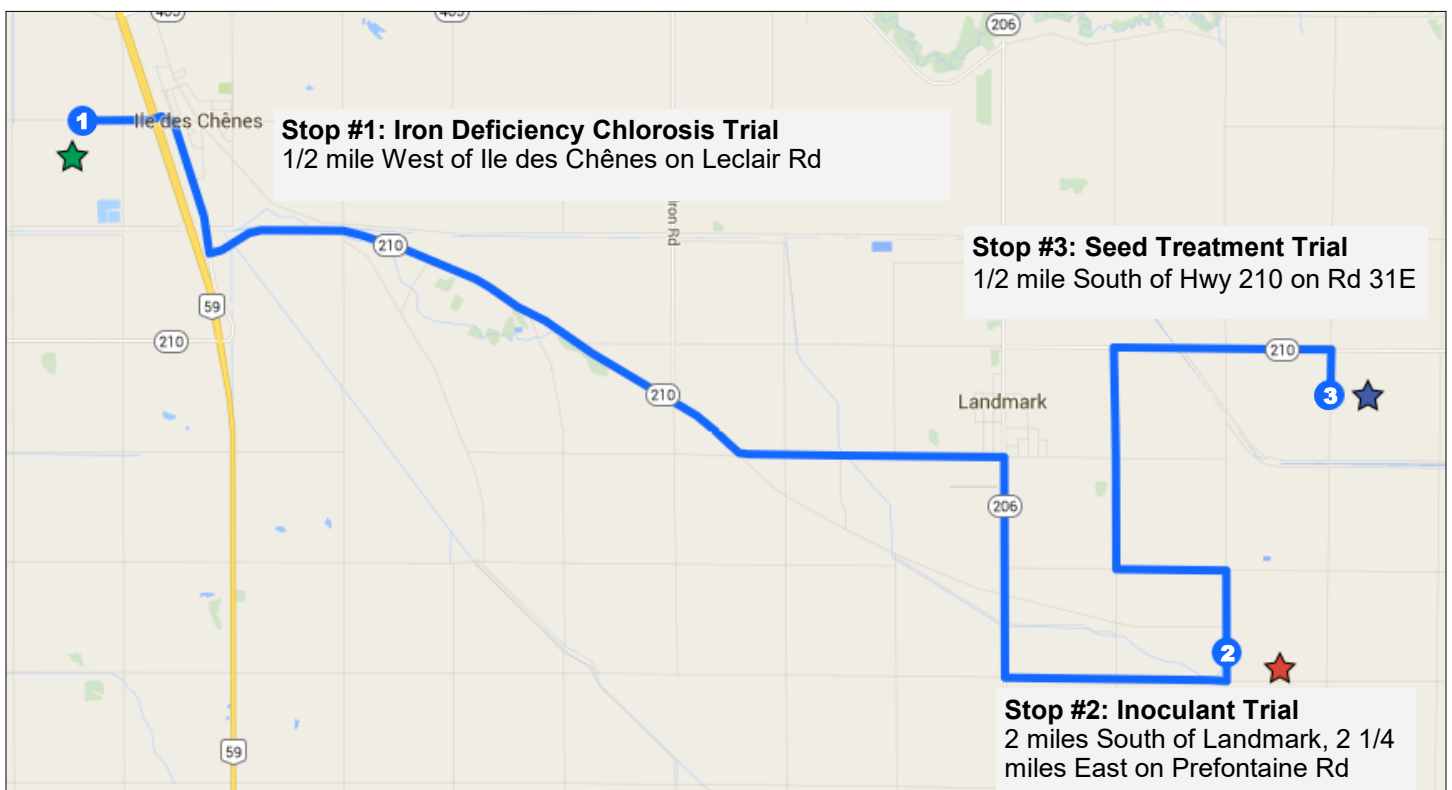 405
405
206
1
Ile des Chênes
Stop #1: Iron Deficiency Chlorosis Trial
1/2 mile West of Ile des Chênes on Leclair Rd
Rd
210
Stop #3: Seed Treatment Trial
1/2 mile South of Hwy 210 on Rd 31E
59
210
210
210
3
Landmark
206
2
Stop #2: Inoculant Trial
2 miles South of Landmark, 2 1/4
miles East on Prefontaine Rd
59